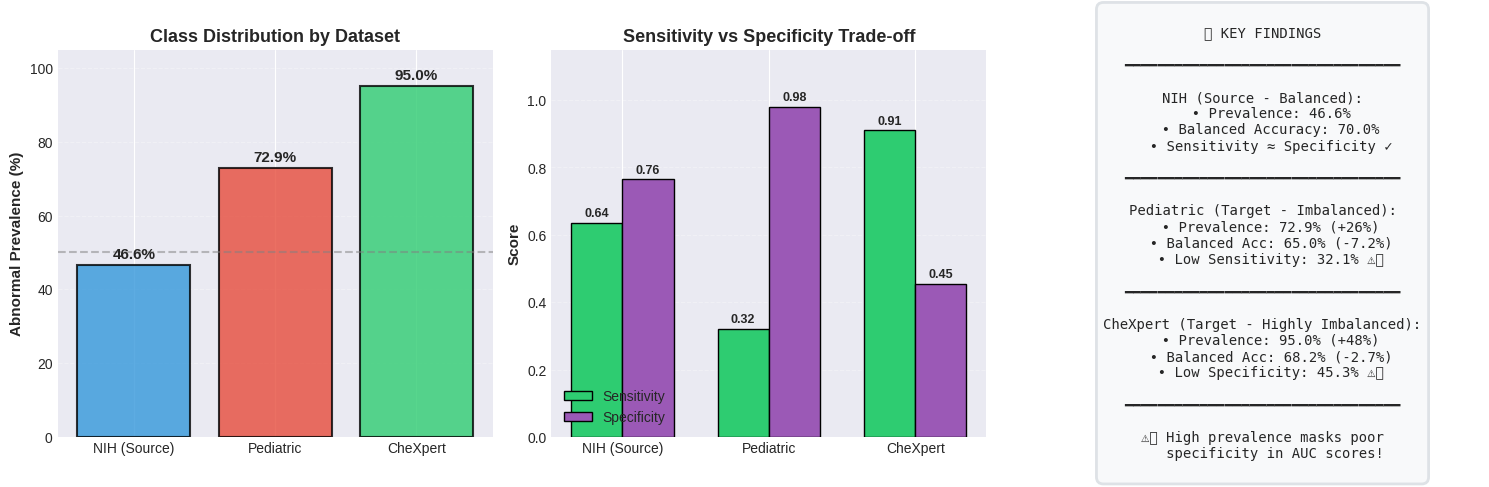 Class Distribution by Dataset
Abnormal Prevalence (%)
100
80
60
40
20
0
46.6%
72.9%
95.0%
NIH (Source)
Pediatric
CheXpert
Sensitivity vs Specificity Trade-off
Score
1.0
0.8
0.6
0.4
0.2
0.0
0.64
0.76
0.32
0.98
0.91
0.45
Sensitivity
Specificity
NIH (Source)
Pediatric
CheXpert
KEY FINDINGS
NIH (Source - Balanced):
• Prevalence: 46.6%
• Balanced Accuracy: 70.0%
• Sensitivity ≈ Specificity ✓
Pediatric (Target - Imbalanced):
• Prevalence: 72.9% (+26%)
• Balanced Acc: 65.0% (-7.2%)
• Low Sensitivity: 32.1% ⚠
CheXpert (Target - Highly Imbalanced):
• Prevalence: 95.0% (+48%)
• Balanced Acc: 68.2% (-2.7%)
• Low Specificity: 45.3% ⚠
⚠ High prevalence masks poor
specificity in AUC scores!